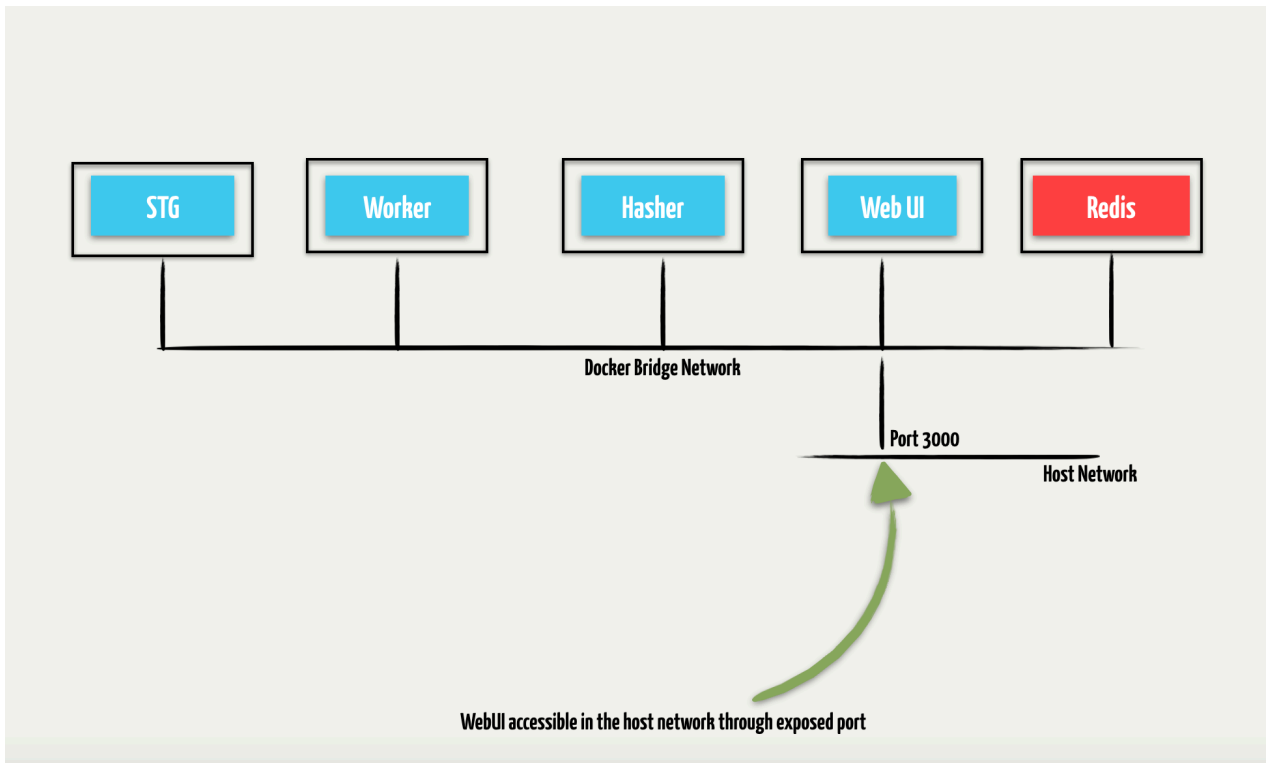 STG
Worker
Hasher
Web UI
Redis
Docker Bridge Network
Port 3000
Host Network
WebUI accessible in the host network through exposed port